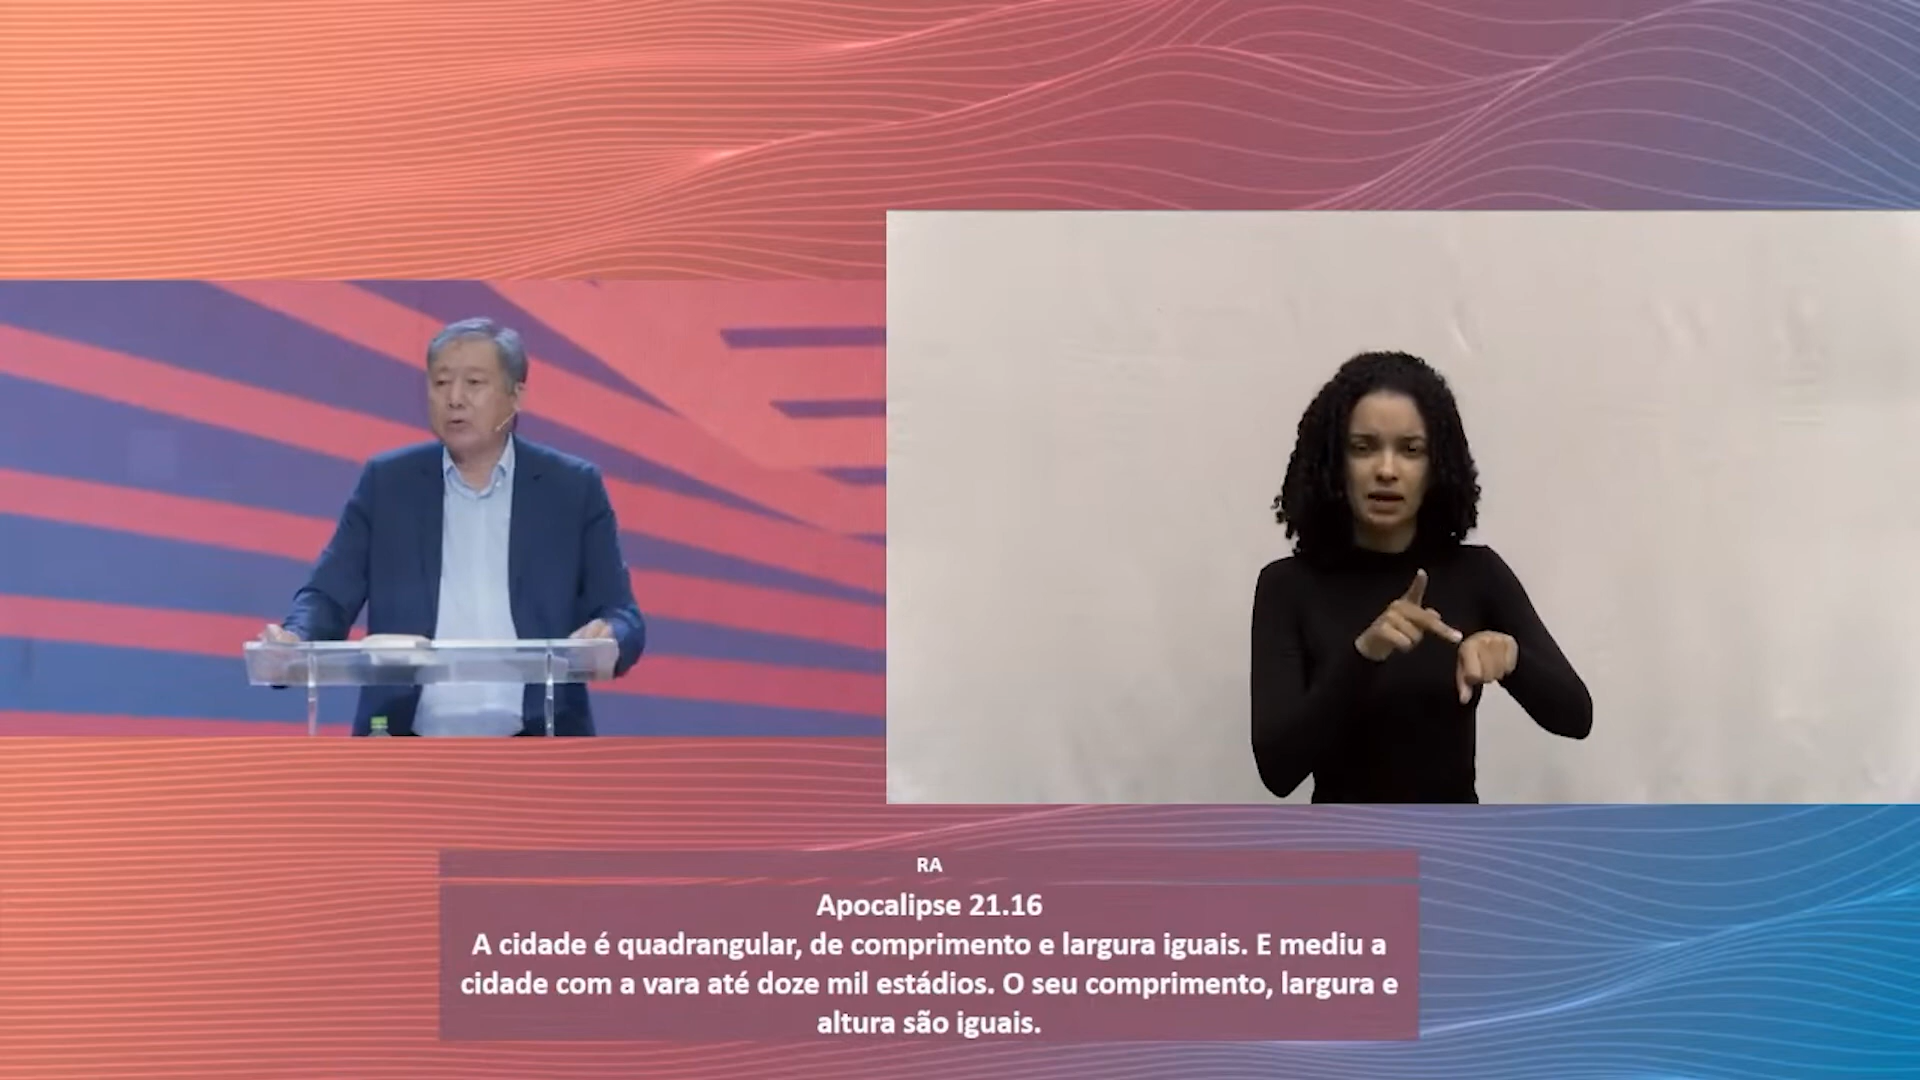 RA
Apocalipse 21.16
A cidade é quadrangular, de comprimento e largura iguais. E mediu a
cidade com a vara até doze mil estádios. O seu comprimento, largura e
altura são iguais.